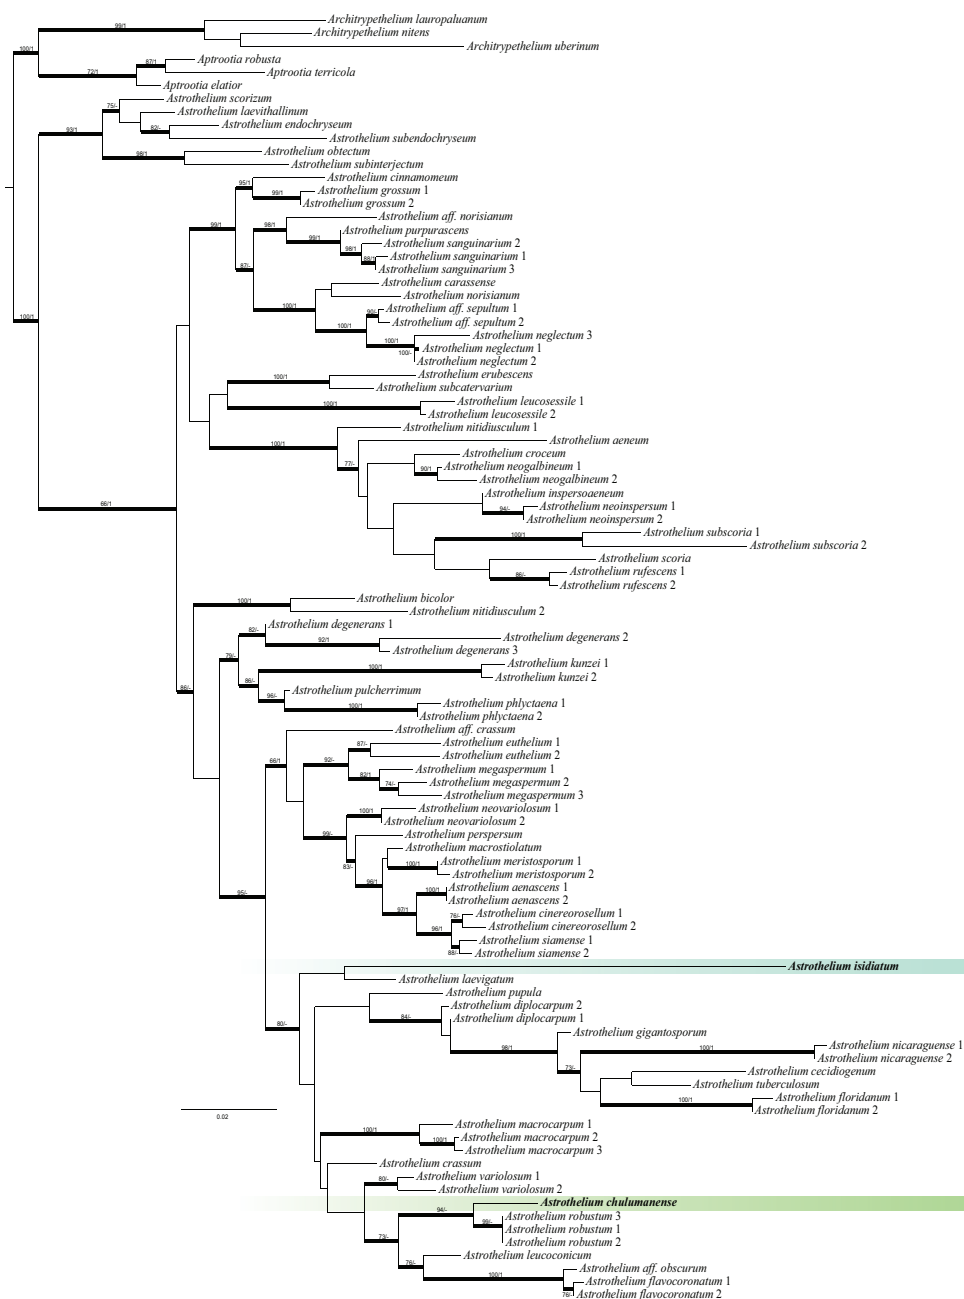 99/1
Architrypethelium lauropaluanum
Architrypethelium nitens
100/1
Architrypethelium uberinum
87/1
Aptrootia robusta
72/1
Aptrootia terricola
Aptrootia elatior
75/-
Astrothelium scorizum
Astrothelium laevithallinum
82/-
Astrothelium endochryseum
93/1
Astrothelium subendochryseum
98/1
Astrothelium obtectum
Astrothelium subinterjectum
95/1
Astrothelium cinnamomeum
99/1
Astrothelium grossum 1
Astrothelium grossum 2
98/1
Astrothelium aff. norisianum
99/1
99/1
Astrothelium purpurascens
98/1
Astrothelium sanguinarium 2
88/1
Astrothelium sanguinarium 1
87/-
Astrothelium sanguinarium 3
Astrothelium carassense
100/1
Astrothelium norisianum
90/-
Astrothelium aff. sepultum 1
100/1
100/1
Astrothelium aff. sepultum 2
Astrothelium neglectum 3
100/1
Astrothelium neglectum 1
100/-
Astrothelium neglectum 2
100/1
Astrothelium erubescens
Astrothelium subcatervarium
100/1
Astrothelium leucosessile 1
Astrothelium leucosessile 2
Astrothelium nitidiusculum 1
100/1
Astrothelium aeneum
77/-
Astrothelium croceum
90/1
Astrothelium neogalbineum 1
Astrothelium neogalbineum 2
Astrothelium inspersoaeneum
66/1
94/-
Astrothelium neoinspersum 1
Astrothelium neoinspersum 2
100/1
Astrothelium subscoria 1
Astrothelium subscoria 2
Astrothelium scoria
86/-
Astrothelium rufescens 1
Astrothelium rufescens 2
100/1
Astrothelium bicolor
Astrothelium nitidiusculum 2
82/-
Astrothelium degenerans 1
92/1
Astrothelium degenerans 2
79/-
Astrothelium degenerans 3
100/1
Astrothelium kunzei 1
86/-
Astrothelium kunzei 2
86/-
96/-
Astrothelium pulcherrimum
100/1
Astrothelium phlyctaena 1
Astrothelium phlyctaena 2
Astrothelium aff. crassum
87/-
Astrothelium euthelium 1
66/1
92/-
Astrothelium euthelium 2
82/1
Astrothelium megaspermum 1
74/-
Astrothelium megaspermum 2
Astrothelium megaspermum 3
100/1
Astrothelium neovariolosum 1
Astrothelium neovariolosum 2
99/-
Astrothelium perspersum
Astrothelium macrostiolatum
83/-
100/1
Astrothelium meristosporum 1
Astrothelium meristosporum 2
96/1
100/1
Astrothelium aenascens 1
95/-
Astrothelium aenascens 2
97/1
76/-
Astrothelium cinereorosellum 1
Astrothelium cinereorosellum 2
96/1
Astrothelium siamense 1
88/-
Astrothelium siamense 2
Astrothelium isidiatum
Astrothelium laevigatum
Astrothelium pupula
Astrothelium diplocarpum 2
84/-
Astrothelium diplocarpum 1
80/-
Astrothelium gigantosporum
98/1
100/1
Astrothelium nicaraguense 1
Astrothelium nicaraguense 2
73/-
Astrothelium cecidiogenum
Astrothelium tuberculosum
100/1
Astrothelium floridanum 1
Astrothelium floridanum 2
0.02
100/1
Astrothelium macrocarpum 1
100/1
Astrothelium macrocarpum 2
Astrothelium macrocarpum 3
Astrothelium crassum
80/-
Astrothelium variolosum 1
Astrothelium variolosum 2
Astrothelium chulumanense
94/-
Astrothelium robustum 3
99/-
Astrothelium robustum 1
73/-
Astrothelium robustum 2
Astrothelium leucoconicum
76/-
Astrothelium aff. obscurum
100/1
Astrothelium flavocoronatum 1
76/-
Astrothelium flavocoronatum 2